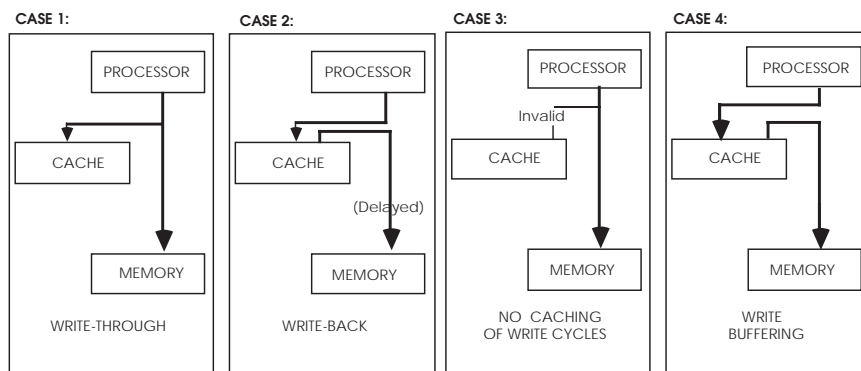 CASE 1:
PROCESSOR
CACHE
MEMORY
WRITE-THROUGH
CASE 2:
PROCESSOR
CACHE
(Delayed)
MEMORY
WRITE-BACK
CASE 3:
PROCESSOR
Invalid
CACHE
MEMORY
NO CACHING
OF WRITE CYCLES
CASE 4:
PROCESSOR
CACHE
MEMORY
WRITE
BUFFERING